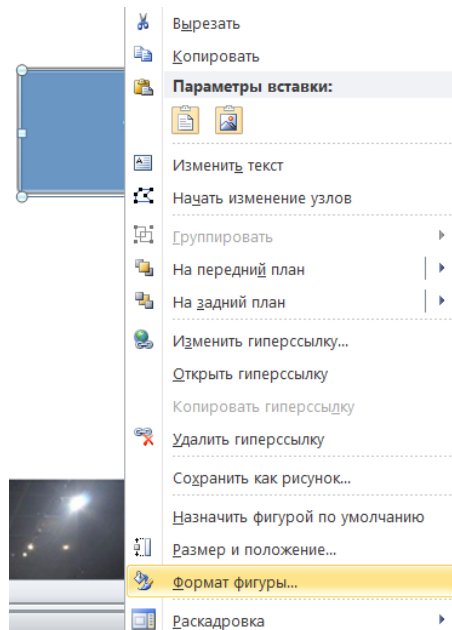 Вырезать
Копировать
Параметры вставки:
Изменить текст
Начать изменение узлов
Группировать
На передний план
На задний план
Изменить гиперссылку...
Открыть гиперссылку
Копировать гиперссылку
Удалить гиперссылку
Сохранить как рисунок...
Назначить фигурой по умолчанию
Размер и положение...
Формат фигуры...
Раскадровка